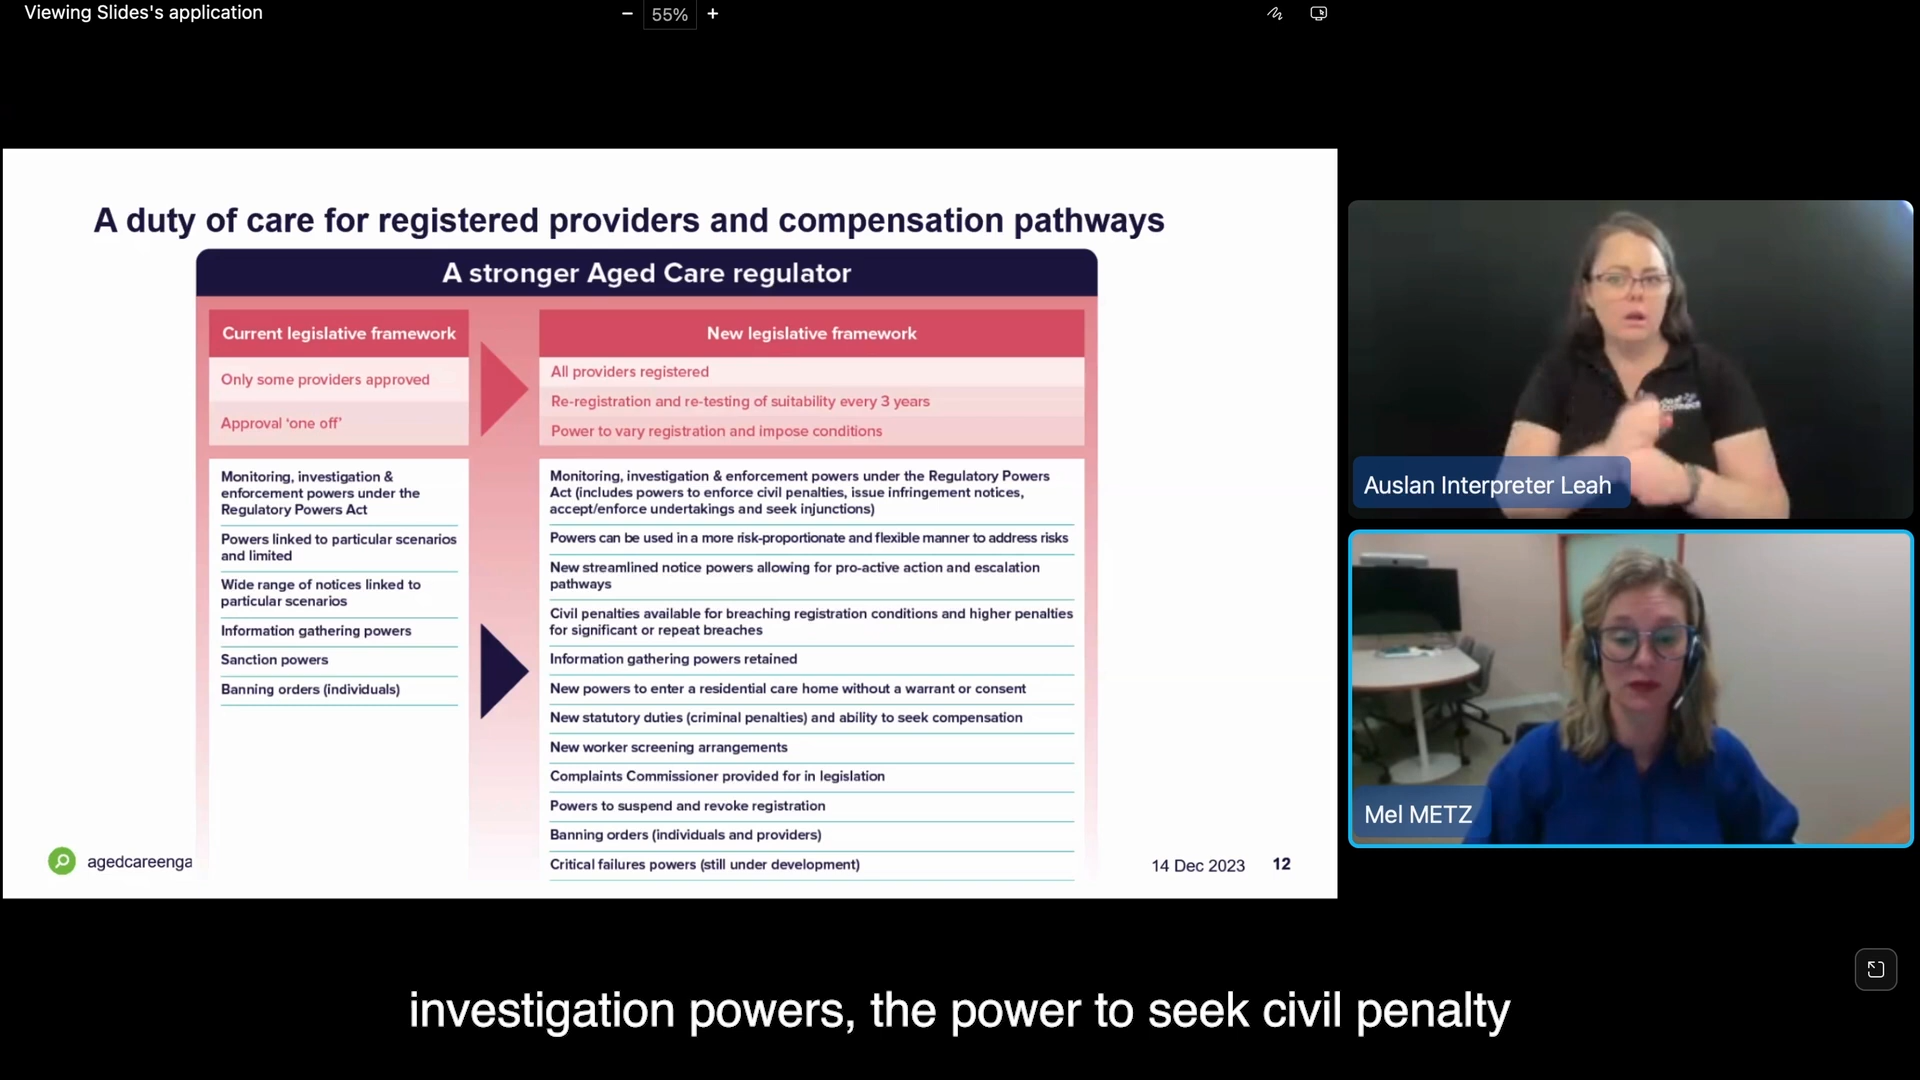 Viewing Slides's application
55%
A duty of care for registered providers and compensation pathways
A stronger Aged Care regulator
Current legislative framework
Only some providers approved
Approval ‘one off’
Monitoring, investigation &
enforcement powers under the
Regulatory Powers Act
Powers linked to particular scenarios
and limited
Wide range of notices linked to
particular scenarios
Information gathering powers
Sanction powers
Banning orders (individuals)
New legislative framework
All providers registered
Re-registration and re-testing of suitability every 3 years
Power to vary registration and impose conditions
Monitoring, investigation & enforcement powers under the Regulatory Powers
Act (includes powers to enforce civil penalties, issue infringement notices,
accept/enforce undertakings and seek injunctions)
Powers can be used in a more risk-proportionate and flexible manner to address risks
New streamlined notice powers allowing for pro-active action and escalation
pathways
Civil penalties available for breaching registration conditions and higher penalties
for significant or repeat breaches
Information gathering powers retained
New powers to enter a residential care home without a warrant or consent
New statutory duties (criminal penalties) and ability to seek compensation
New worker screening arrangements
Complaints Commissioner provided for in legislation
Powers to suspend and revoke registration
Banning orders (individuals and providers)
Critical failures powers (still under development)
agedcareenga
14 Dec 2023 12
Auslan Interpreter Leah
Mel METZ
investigation powers, the power to seek civil penalty